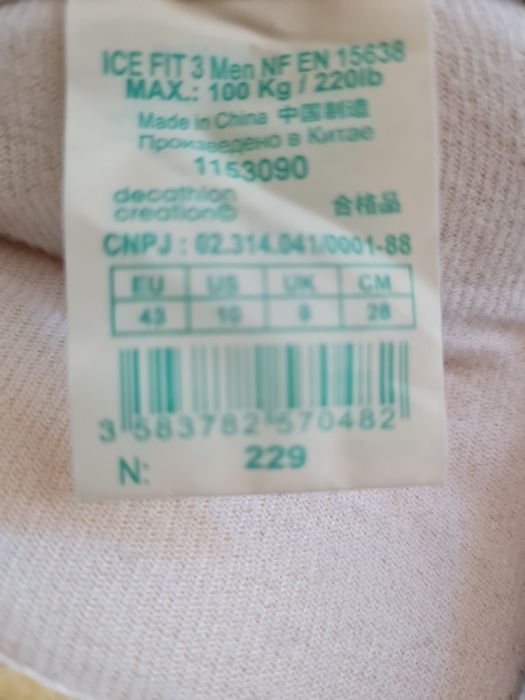 ICE FIT 3 Men NF EN 15638
MAX.: 100 Kg / 220lb
Made in China 中国制造
Произведено в Китае
1153090
decathlon
creation® 合格品
CNPJ : 02.314.041/0001-88
EU US UK CM
43 10 9 28
3 583782 570482
N: 229